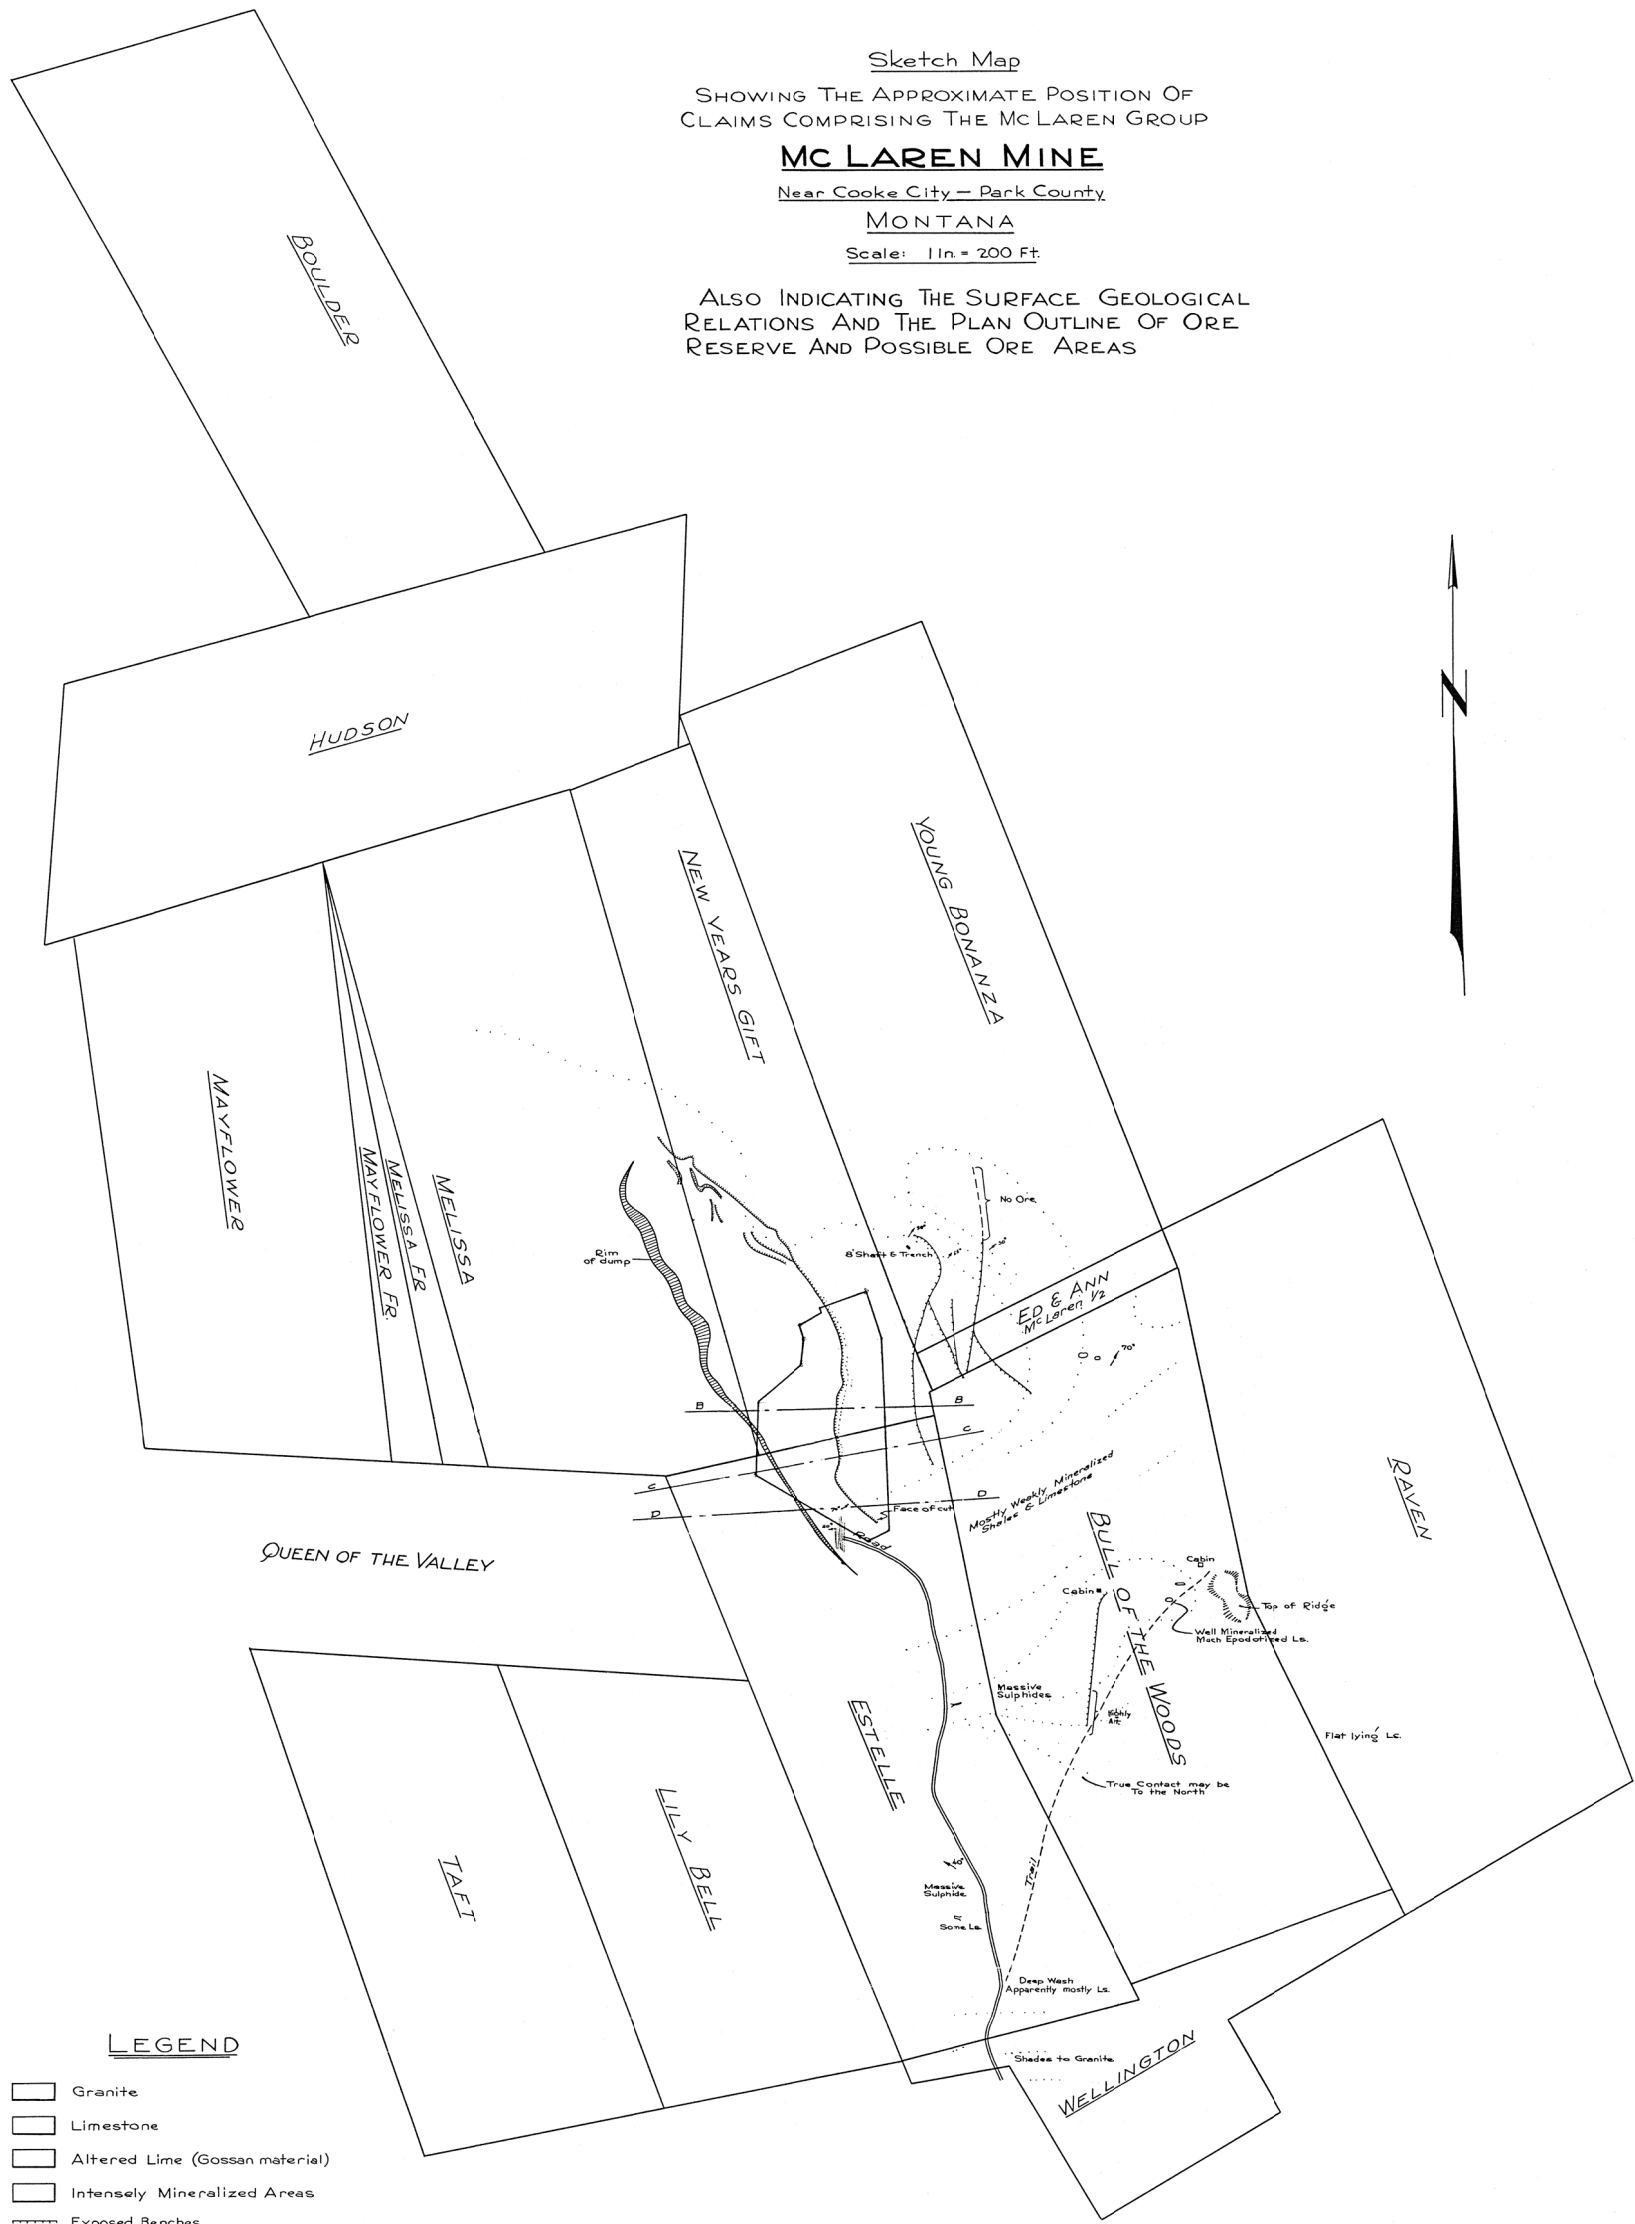 Sketch Map
SHOWING THE APPROXIMATE POSITION OF
CLAIMS COMPRISING THE MCLAREN GROUP
MC LAREN MINE
Near Cooke City — Park County
MONTANA
Scale: 1 In. = 200 Ft.
ALSO INDICATING THE SURFACE GEOLOGICAL
RELATIONS AND THE PLAN OUTLINE OF ORE
RESERVE AND POSSIBLE ORE AREAS
BOULDER
N
HUDSON
YOUNG BONANZA
NEW YEARS GIFT
MAYFLOWER
MAYFLOWER FR.
MELISSA FR
MELISSA
No Ore
Rim
of dump
8' Shaft & Trench
ED & ANN
McLaren 1/2
70°
B
B
C
C
D
D
Face of cut
Road
Mostly Weakly Mineralized
Shales & Limestone
RAVEN
BULL OF THE WOODS
QUEEN OF THE VALLEY
Cabin
Cabin
Top of Ridge
Well Mineralized
Mach Epodotized Ls.
Massive
Sulphides
Highly
Alt.
Flat lying Ls.
True Contact may be
To the North
ESTELLE
LILY BELL
TAFT
Trail
Massive
Sulphide
Some Ls.
Deep Wash
Apparently mostly Ls.
Shades to Granite
WELLINGTON
LEGEND
Granite
Limestone
Altered Lime (Gossan material)
Intensely Mineralized Areas
Exposed Benches